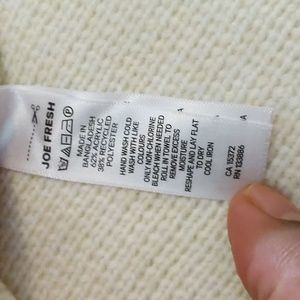 JOE FRESH
MADE IN
BANGLADESH
62% ACRYLIC
38% RECYCLED
POLYESTER
HAND WASH COLD
WASH WITH LIKE
COLOURS
ONLY NON-CHLORINE
BLEACH WHEN NEEDED
ROLL IN TOWEL TO
REMOVE EXCESS
MOISTURE
RESHAPE AND LAY FLAT
TO DRY
COOL IRON
CA 15372
RN 133886